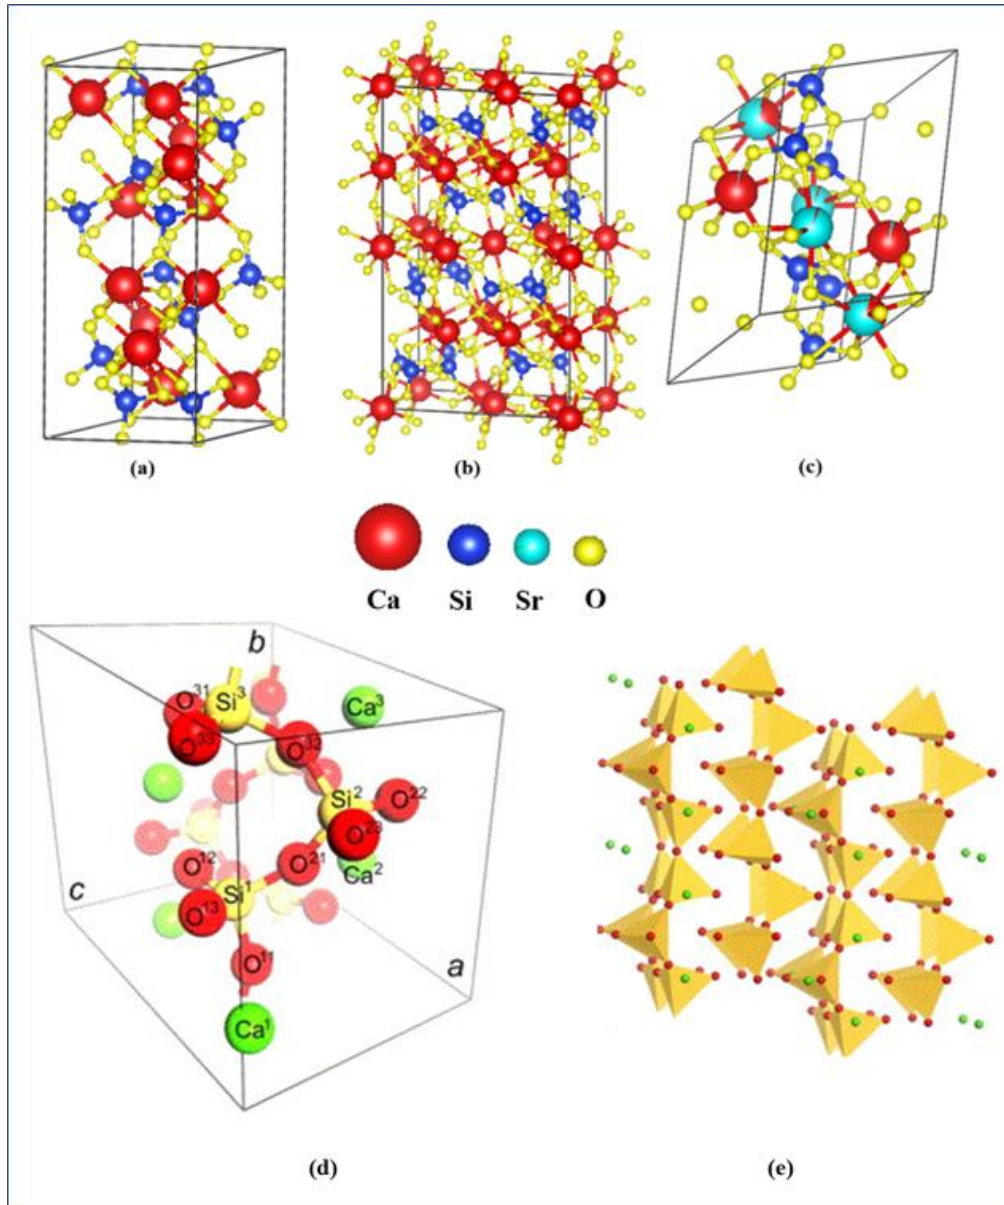 (a)
(b)
(c)
Ca Si Sr O
b
O³¹ Si³ Ca³
O³³ O³²
Si² O²²
O²³
O¹² O²¹ Ca²
c Si¹
O¹³
O¹¹ a
Ca¹
(d)
(e)